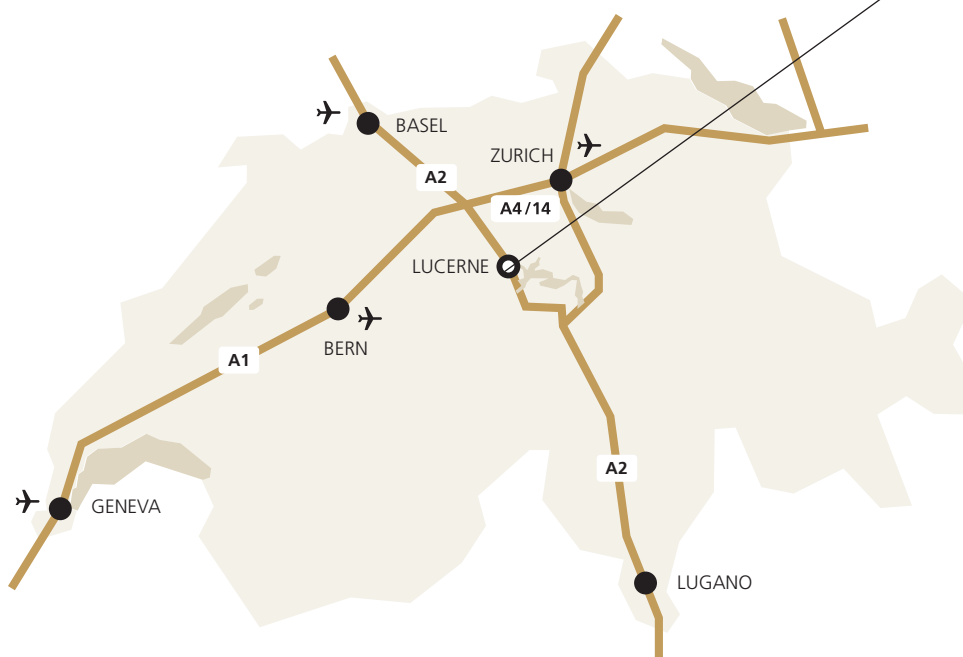 BASEL
ZURICH
A2
A4/14
LUCERNE
BERN
A1
A2
GENEVA
LUGANO